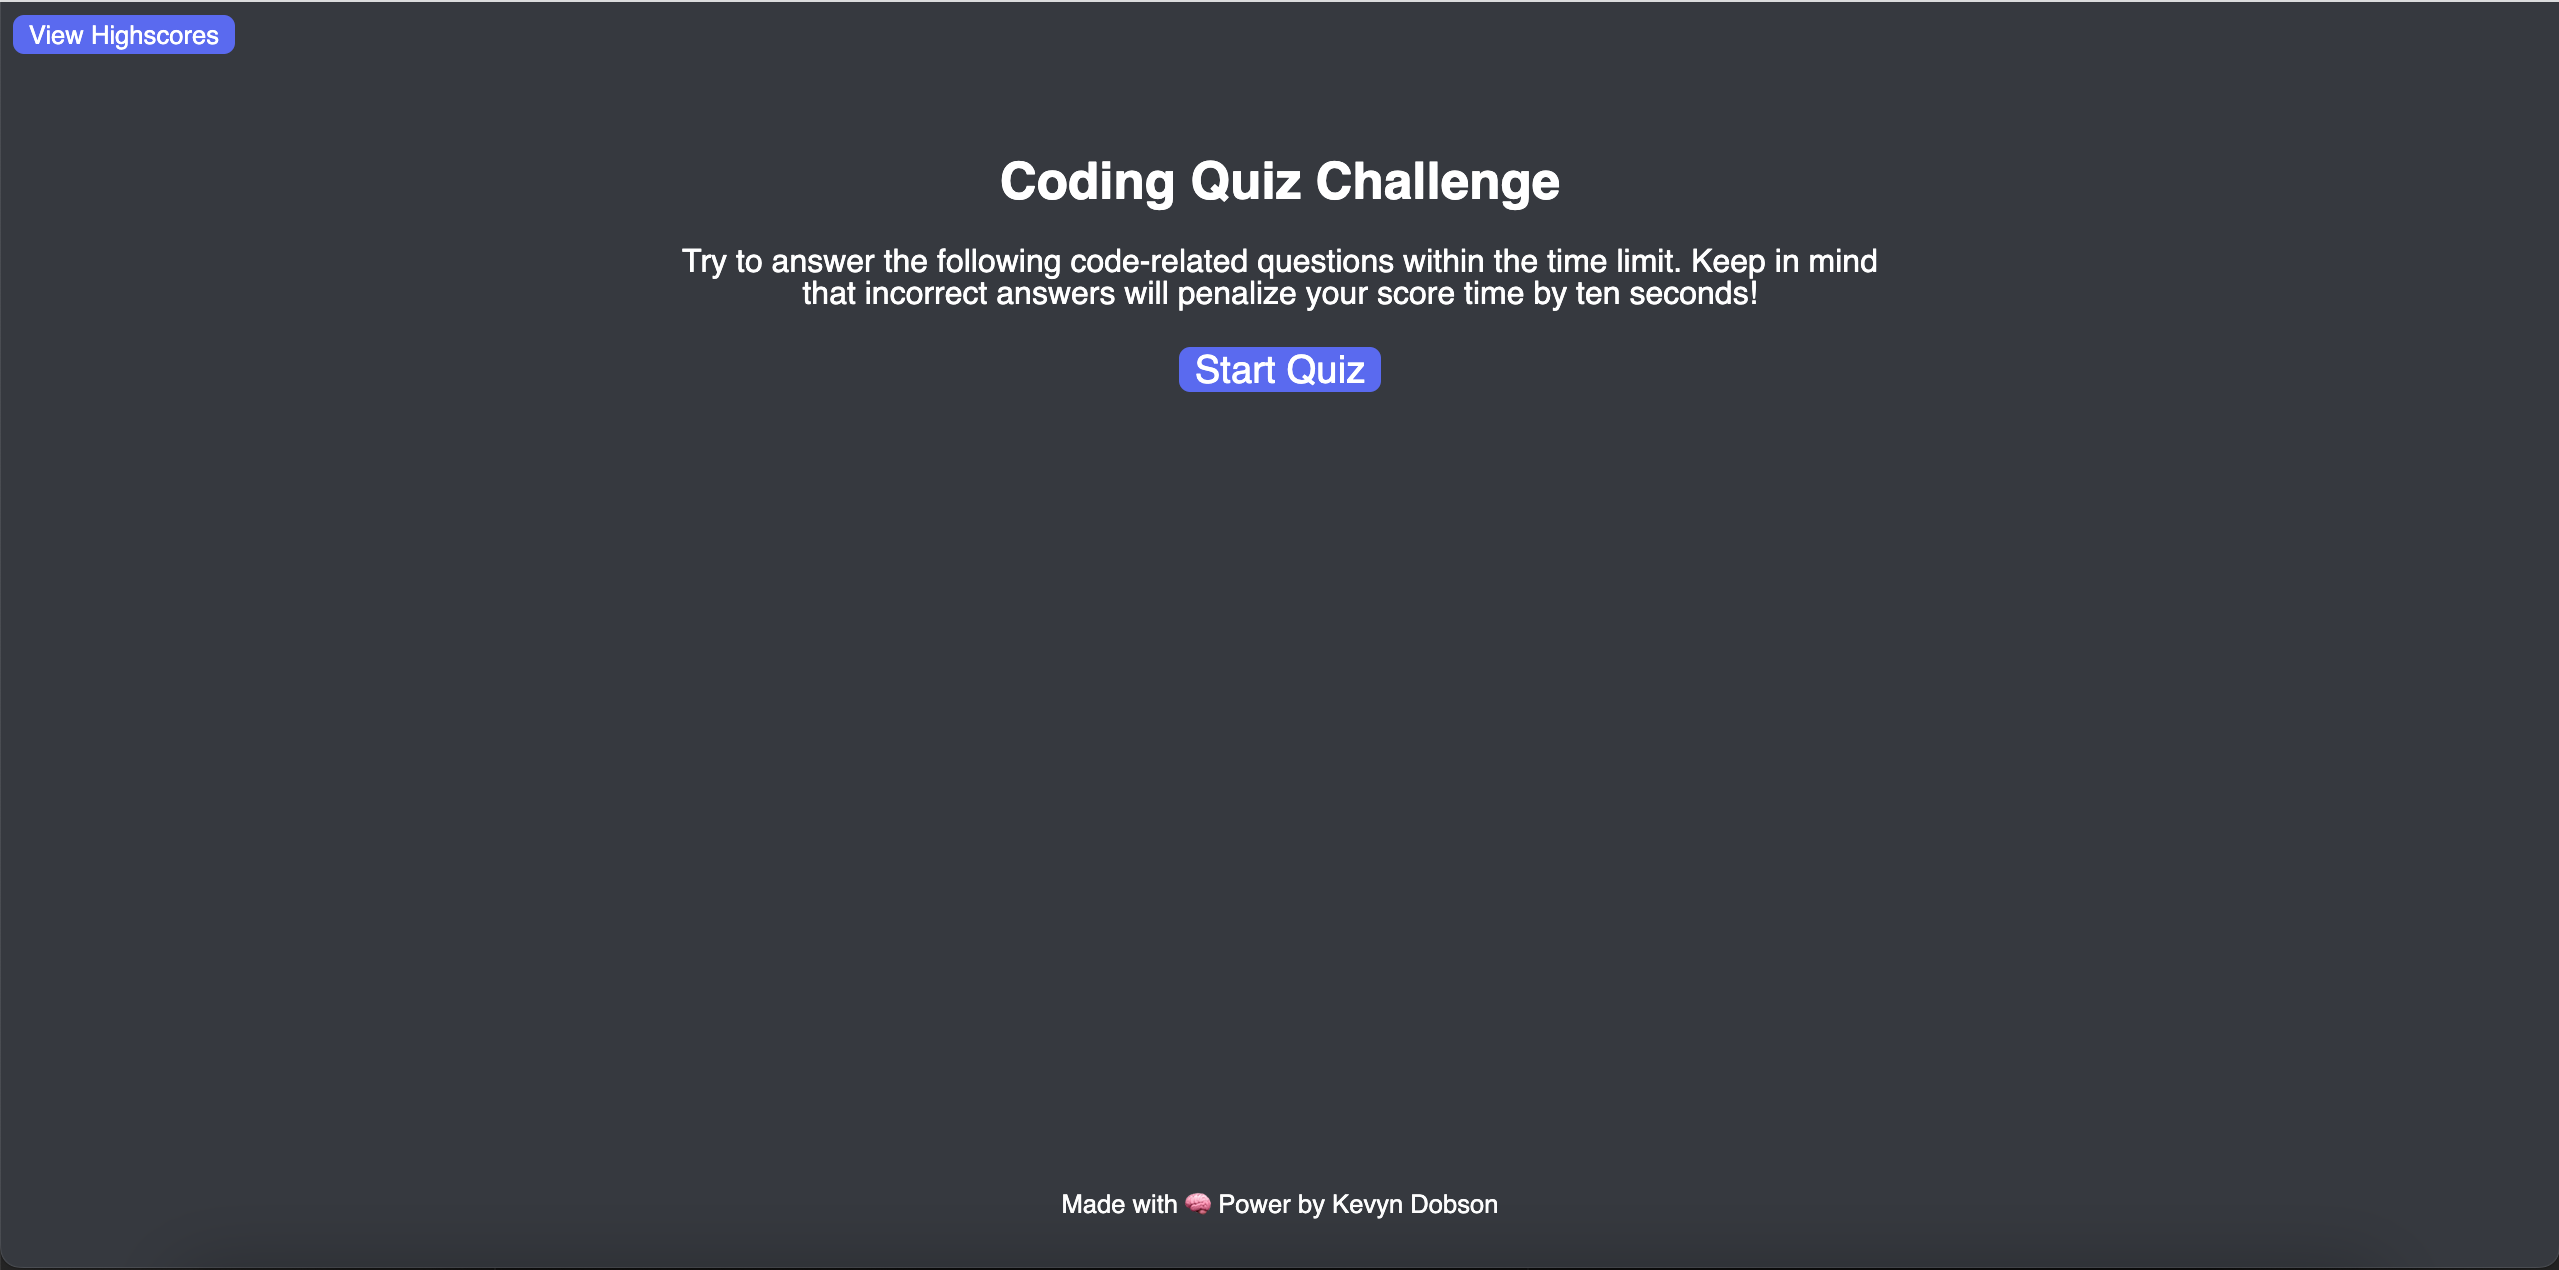 View Highscores
Coding Quiz Challenge
Try to answer the following code-related questions within the time limit. Keep in mind
that incorrect answers will penalize your score time by ten seconds!
Start Quiz
Made with 🧠 Power by Kevyn Dobson